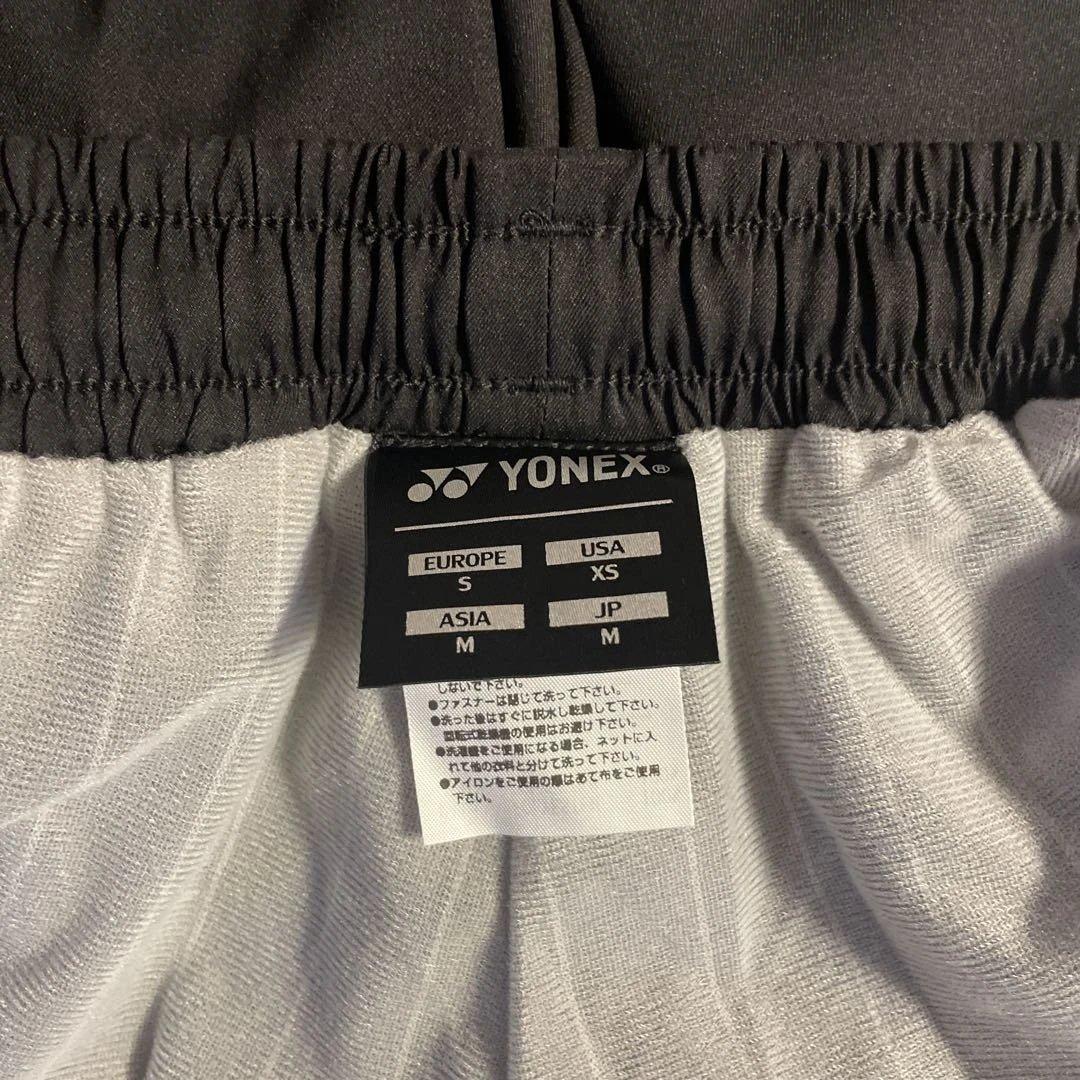 YONEX®
EUROPE USA
S XS
ASIA JP
M M
しないで下さい。
●ファスナーは閉じて洗って下さい。
●洗った後はすぐに脱水し乾燥して下さい。
回転式乾燥機の使用はお避け下さい。
●洗濯機をご使用になる場合、ネットに入
れて他の衣料と分けて洗って下さい。
●アイロンをご使用の際はあて布をご使用
下さい。